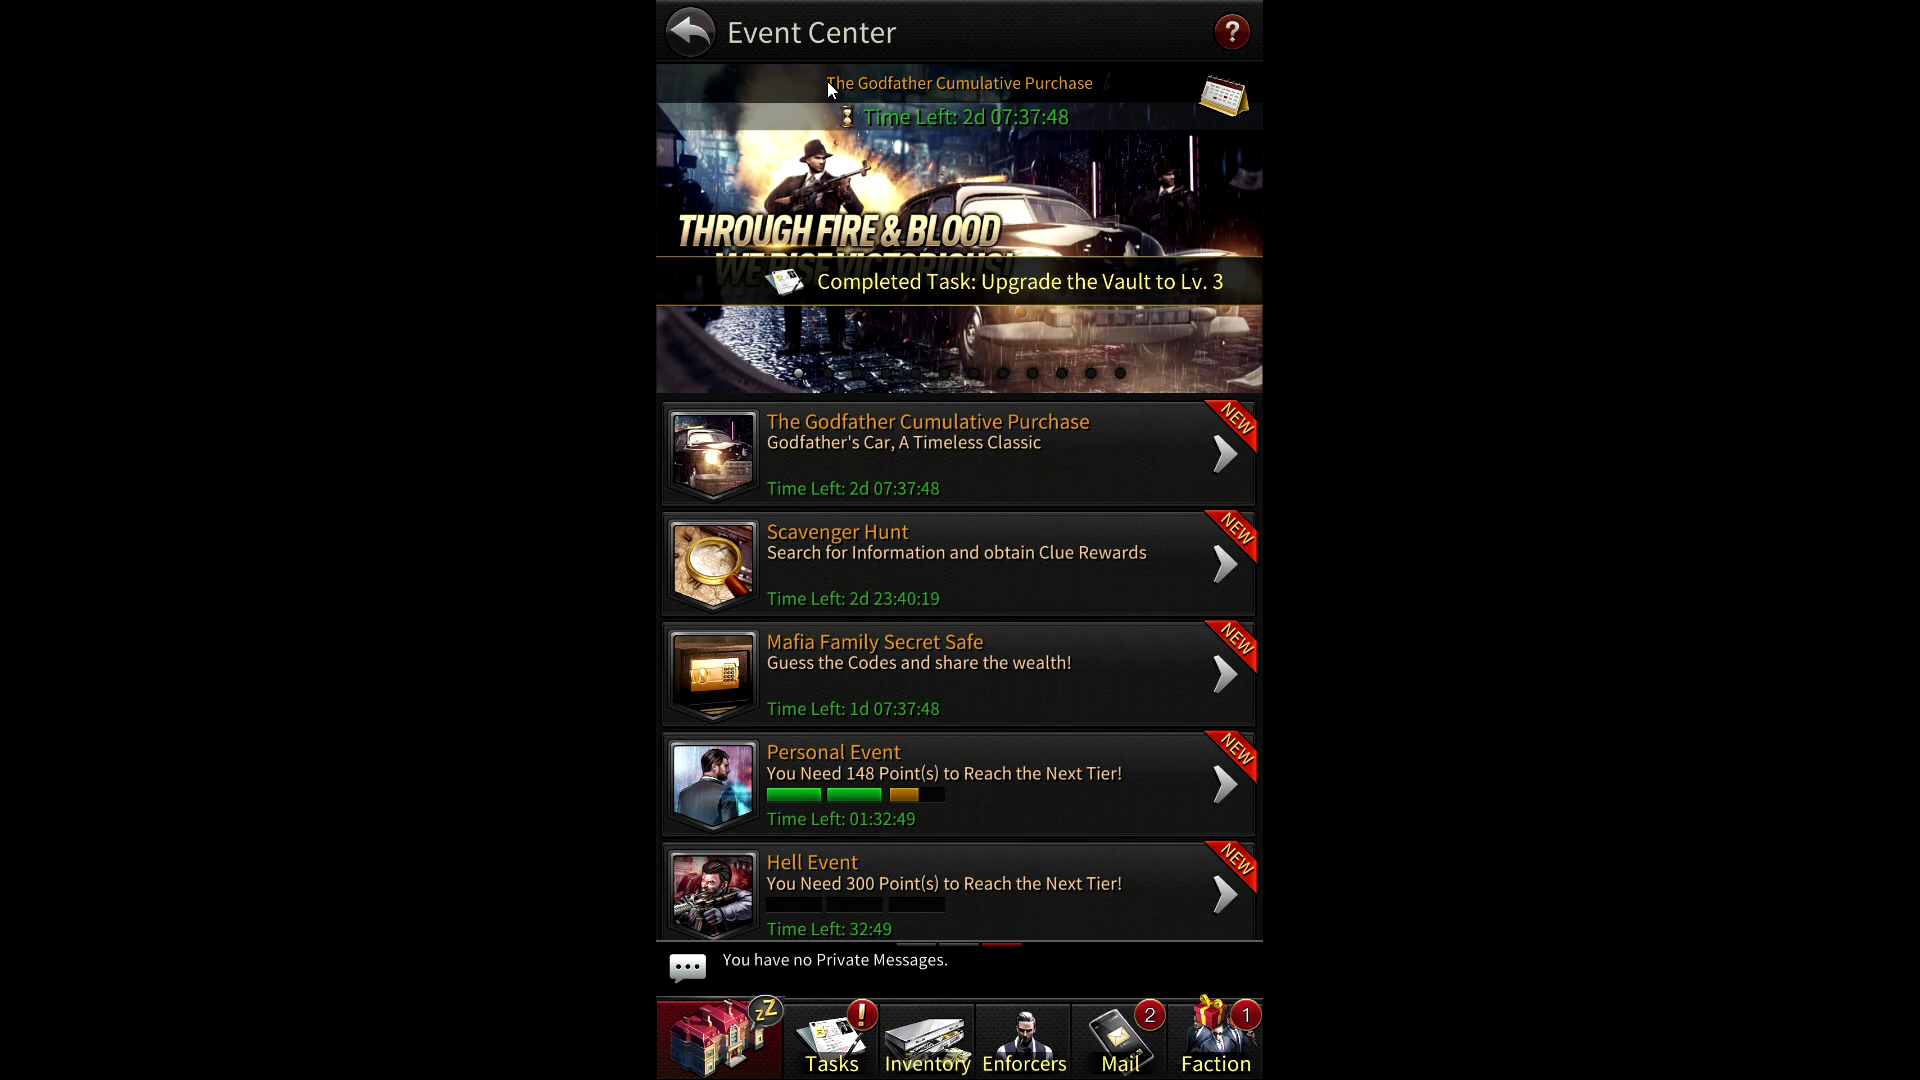 Event Center
?
The Godfather Cumulative Purchase
Time Left: 2d 07:37:48
THROUGH FIRE & BLOOD
WE RISE VICTORIOUS!
Completed Task: Upgrade the Vault to Lv. 3
The Godfather Cumulative Purchase
NEW
Godfather's Car, A Timeless Classic
Time Left: 2d 07:37:48
Scavenger Hunt
NEW
Search for Information and obtain Clue Rewards
Time Left: 2d 23:40:19
Mafia Family Secret Safe
NEW
Guess the Codes and share the wealth!
Time Left: 1d 07:37:48
Personal Event
NEW
You Need 148 Point(s) to Reach the Next Tier!
Time Left: 01:32:49
Hell Event
NEW
You Need 300 Point(s) to Reach the Next Tier!
Time Left: 32:49
You have no Private Messages.
zZ
!
2
1
Tasks
Inventory
Enforcers
Mail
Faction